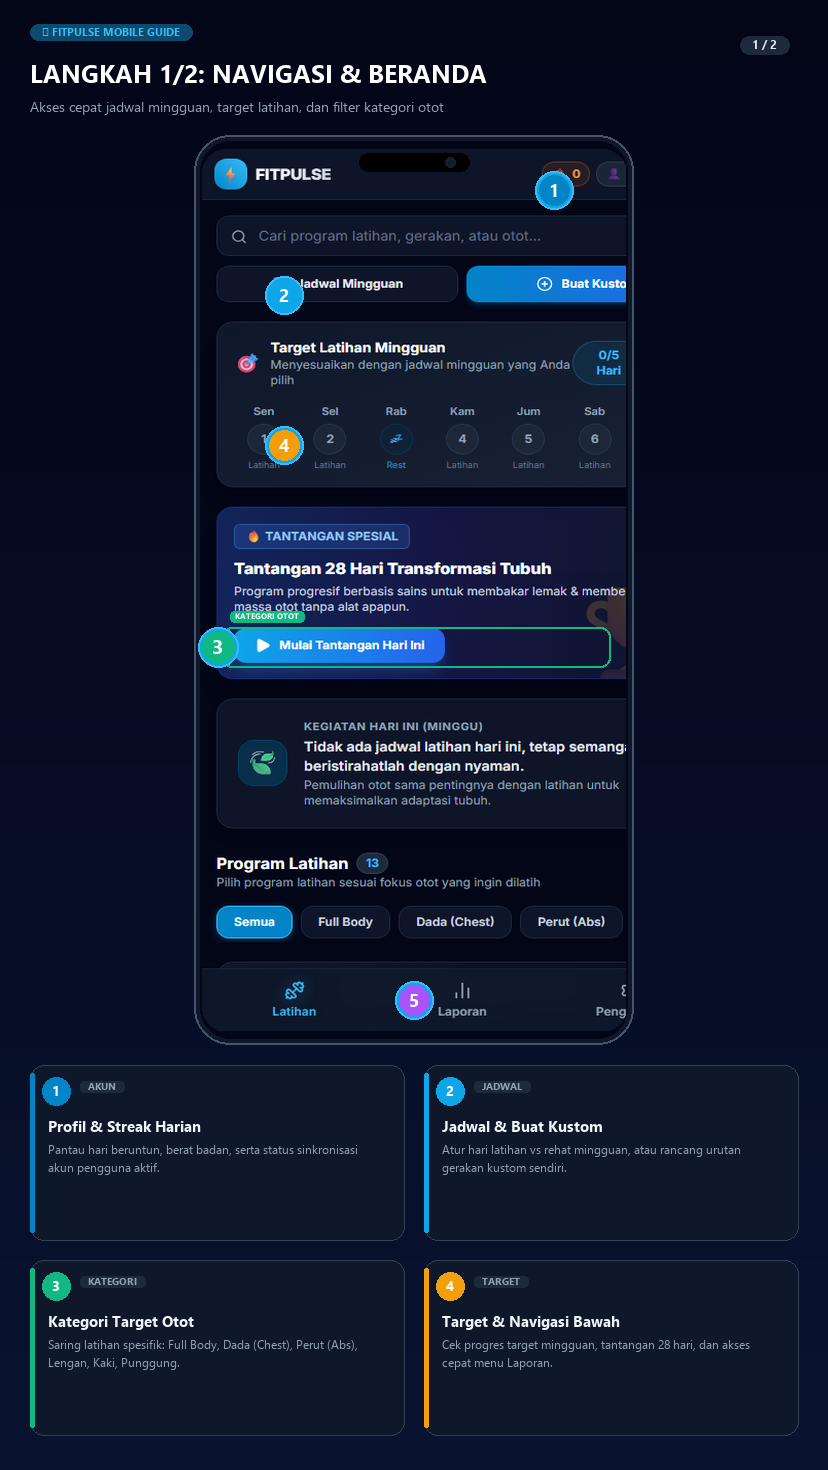 FITPULSE MOBILE GUIDE
1 / 2
LANGKAH 1/2: NAVIGASI & BERANDA
Akses cepat jadwal mingguan, target latihan, dan filter kategori otot
FITPULSE
0
1
Cari program latihan, gerakan, atau otot...
2
Jadwal Mingguan
Buat Kusto
Target Latihan Mingguan
Menyesuaikan dengan jadwal mingguan yang Anda
pilih
0/5
Hari
Sen Sel Rab Kam Jum Sab
1 4 2 4 5 6
Latihan Latihan Rest Latihan Latihan Latihan
TANTANGAN SPESIAL
Tantangan 28 Hari Transformasi Tubuh
Program progresif berbasis sains untuk membakar lemak & membe
massa otot tanpa alat apapun.
KATEGORI OTOT
3
Mulai Tantangan Hari Ini
KEGIATAN HARI INI (MINGGU)
Tidak ada jadwal latihan hari ini, tetap semanga
beristirahatlah dengan nyaman.
Pemulihan otot sama pentingnya dengan latihan untuk
memaksimalkan adaptasi tubuh.
Program Latihan 13
Pilih program latihan sesuai fokus otot yang ingin dilatih
Semua Full Body Dada (Chest) Perut (Abs)
Latihan 5 Laporan Peng
1 AKUN
Profil & Streak Harian
Pantau hari beruntun, berat badan, serta status sinkronisasi
akun pengguna aktif.
2 JADWAL
Jadwal & Buat Kustom
Atur hari latihan vs rehat mingguan, atau rancang urutan
gerakan kustom sendiri.
3 KATEGORI
Kategori Target Otot
Saring latihan spesifik: Full Body, Dada (Chest), Perut (Abs),
Lengan, Kaki, Punggung.
4 TARGET
Target & Navigasi Bawah
Cek progres target mingguan, tantangan 28 hari, dan akses
cepat menu Laporan.